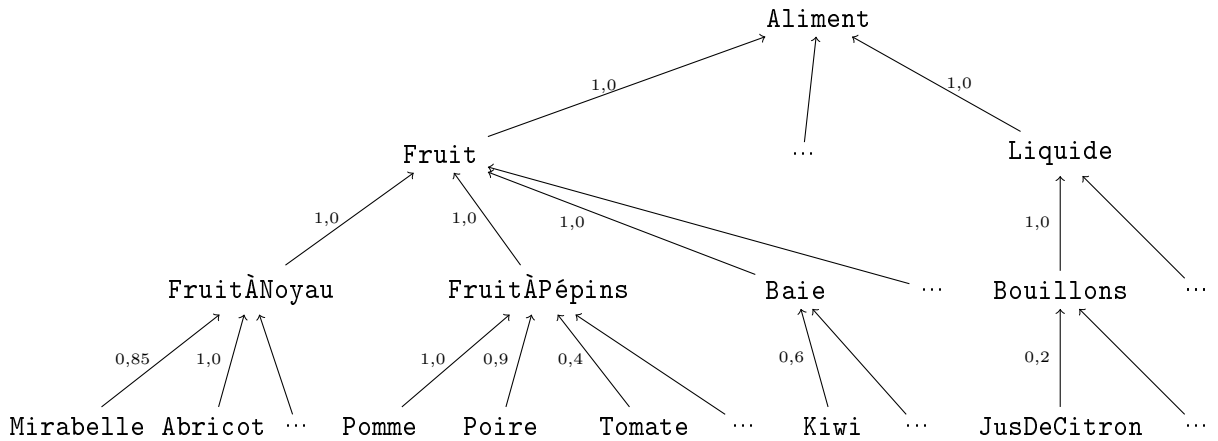 Aliment
1,0 1,0
Fruit ... Liquide
1,0 1,0 1,0 1,0
FruitÀNoyau FruitÀPépins Baie ... Bouillons ...
0,85 1,0 1,0 0,9 0,4 0,6 0,2
Mirabelle Abricot ... Pomme Poire Tomate ... Kiwi ... JusDeCitron ...